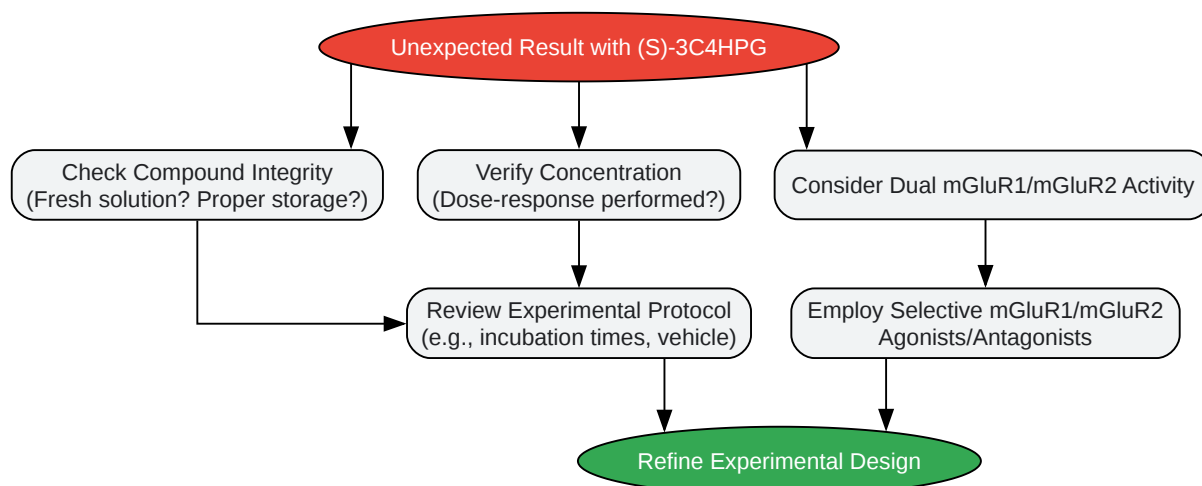 Unexpected Result with (S)-3C4HPG
Check Compound Integrity
(Fresh solution? Proper storage?)
Verify Concentration
(Dose-response performed?)
Consider Dual mGluR1/mGluR2 Activity
Review Experimental Protocol
(e.g., incubation times, vehicle)
Employ Selective mGluR1/mGluR2
Agonists/Antagonists
Refine Experimental Design